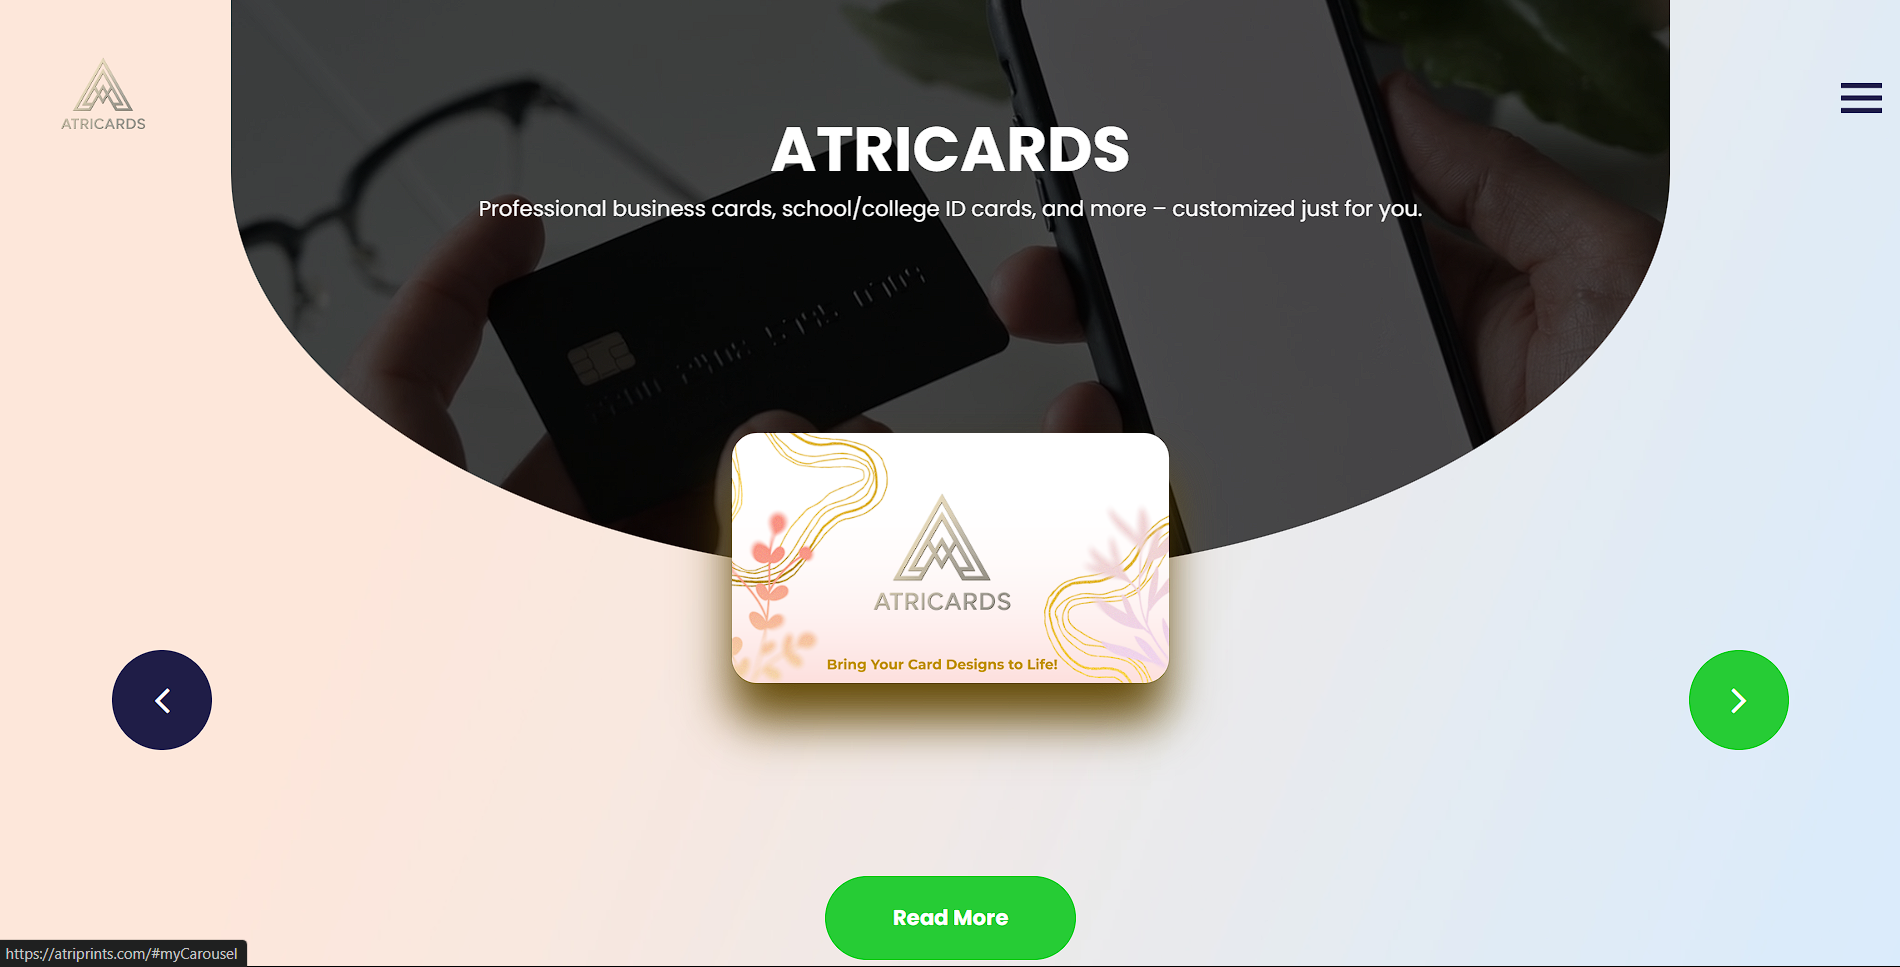 ATRICARDS
ATRICARDS
Professional business cards, school/college ID cards, and more – customized just for you.
ATRICARDS
Bring Your Card Designs to Life!
Read More
https://atriprints.com/#myCarousel